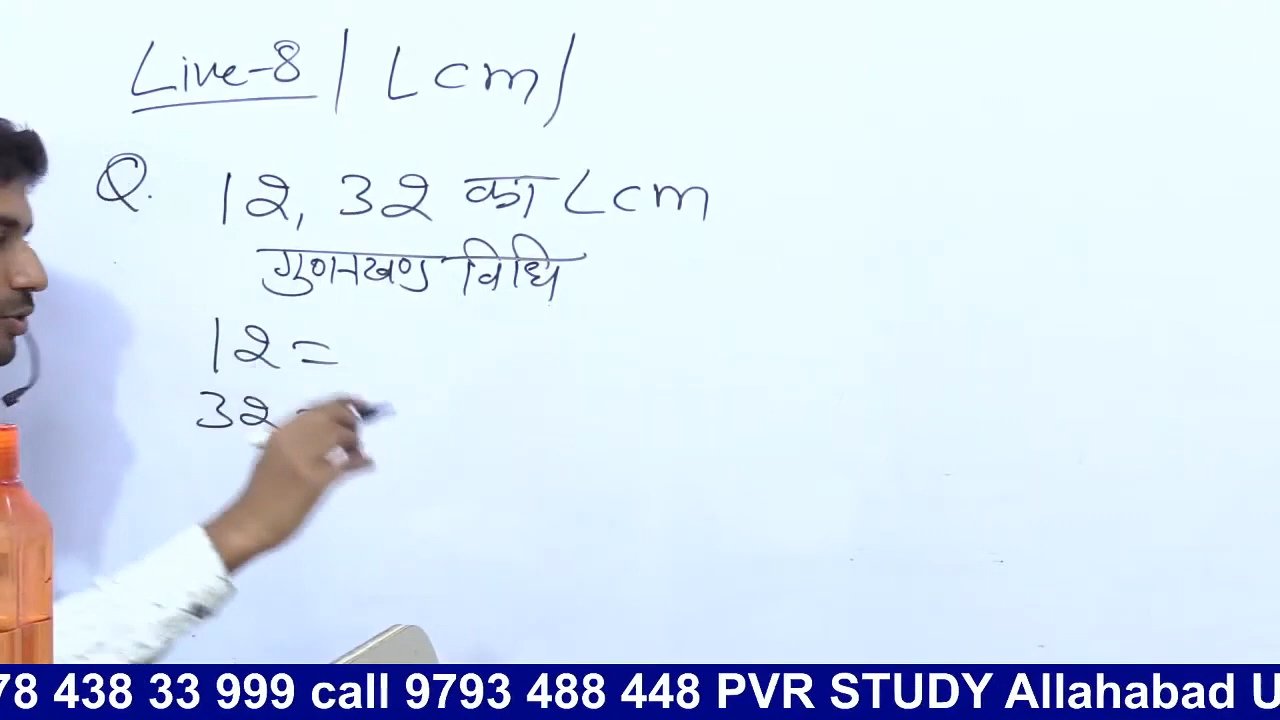 Live-8 / Lcm /
Q. 12, 32 का Lcm
गुणनखण्ड विधि
12 =
32 =
78 438 33 999 call 9793 488 448 PVR STUDY Allahabad U